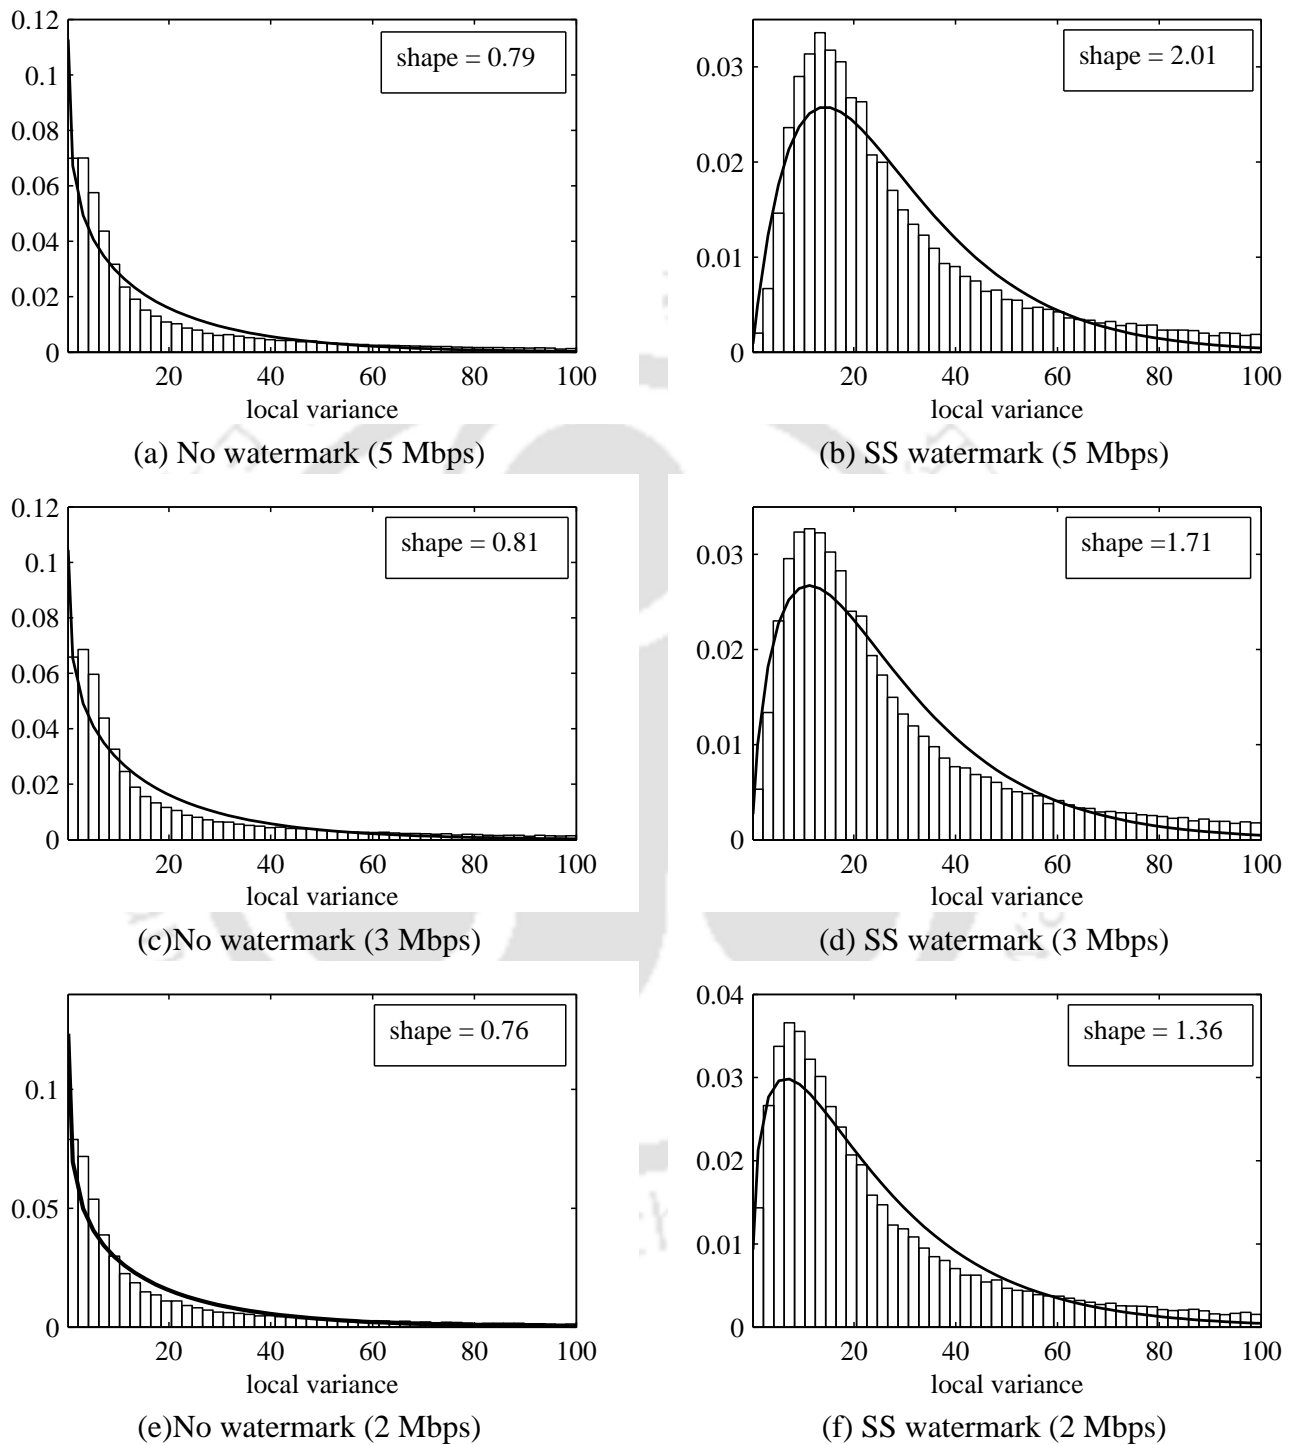 0.12
0.1
0.08
0.06
0.04
0.02
0
shape = 0.79
20 40 60 80 100
local variance
(a) No watermark (5 Mbps)
0.03
0.02
0.01
0
shape = 2.01
20 40 60 80 100
local variance
(b) SS watermark (5 Mbps)
0.12
0.1
0.08
0.06
0.04
0.02
0
shape = 0.81
20 40 60 80 100
local variance
(c)No watermark (3 Mbps)
0.03
0.02
0.01
0
shape =1.71
20 40 60 80 100
local variance
(d) SS watermark (3 Mbps)
0.1
0.05
0
shape = 0.76
20 40 60 80 100
local variance
(e)No watermark (2 Mbps)
0.04
0.03
0.02
0.01
0
shape = 1.36
20 40 60 80 100
local variance
(f) SS watermark (2 Mbps)